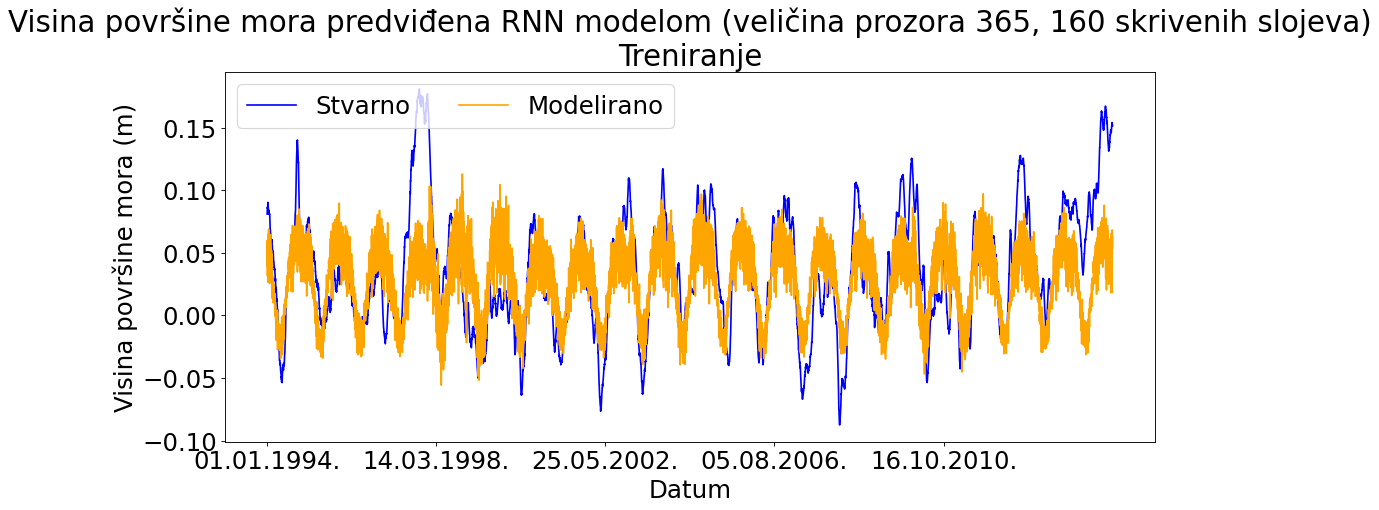 Visina površine mora predviđena RNN modelom (veličina prozora 365, 160 skrivenih slojeva)
Treniranje
Stvarno Modelirano
Visina površine mora (m)
0.15
0.10
0.05
0.00
−0.05
−0.10
01.01.1994. 14.03.1998. 25.05.2002. 05.08.2006. 16.10.2010.
Datum